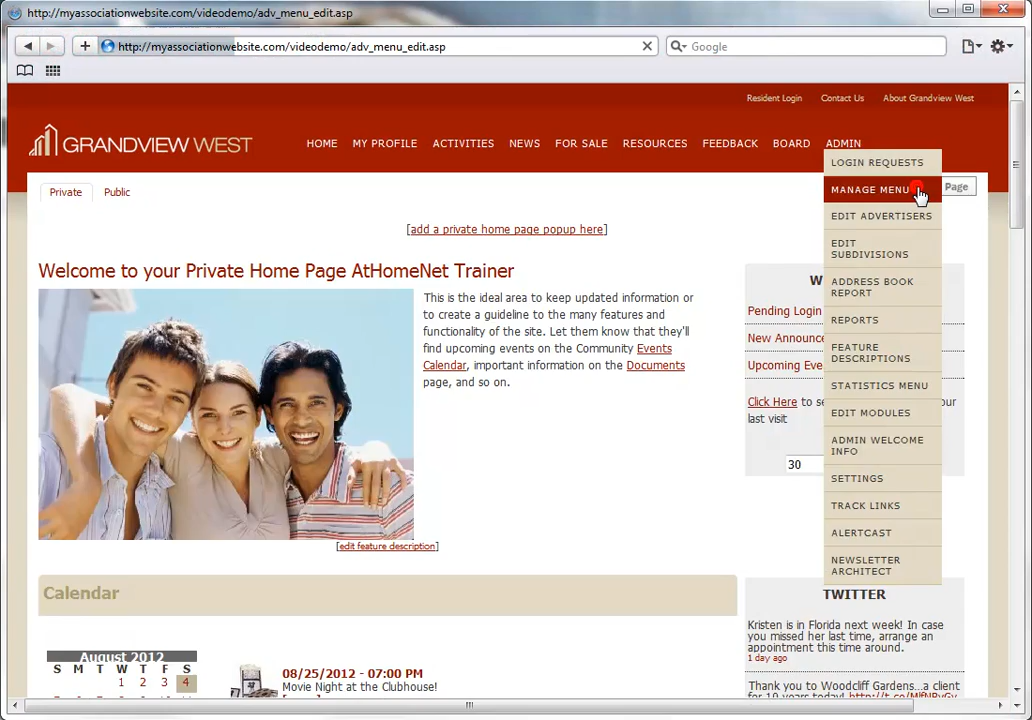 http://myassociationwebsite.com/videodemo/adv_menu_edit.asp
http://myassociationwebsite.com/videodemo/adv_menu_edit.asp
Google
Resident Login Contact Us About Grandview West
GRANDVIEW WEST
HOME MY PROFILE ACTIVITIES NEWS FOR SALE RESOURCES FEEDBACK BOARD ADMIN
LOGIN REQUESTS
MANAGE MENU
EDIT ADVERTISERS
EDIT
SUBDIVISIONS
ADDRESS BOOK
REPORT
REPORTS
FEATURE
DESCRIPTIONS
STATISTICS MENU
EDIT MODULES
ADMIN WELCOME
INFO
SETTINGS
TRACK LINKS
ALERTCAST
NEWSLETTER
ARCHITECT
Page
Private Public
[add a private home page popup here]
Welcome to your Private Home Page AtHomeNet Trainer
This is the ideal area to keep updated information or
to create a guideline to the many features and
functionality of the site. Let them know that they'll
find upcoming events on the Community Events
Calendar, important information on the Documents
page, and so on.
[edit feature description]
W
Pending Login
New Announce
Upcoming Eve
Click Here to se your
last visit
30
Calendar
August 2012
S M T W T F S
1 2 3 4
08/25/2012 - 07:00 PM
Movie Night at the Clubhouse!
TWITTER
Kristen is in Florida next week! In case
you missed her last time, arrange an
appointment this time around.
1 day ago
Thank you to Woodcliff Gardens...a client